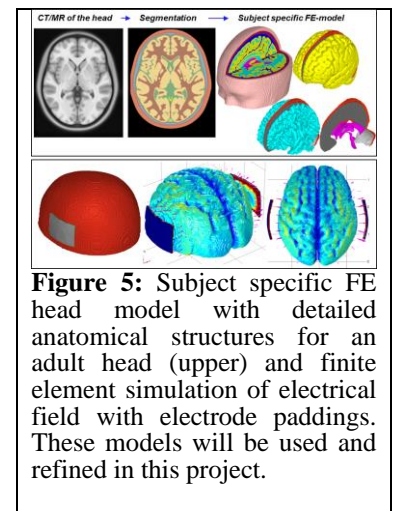 CT/MR of the head → Segmentation → Subject specific FE-model
Figure 5: Subject specific FE
head model with detailed
anatomical structures for an
adult head (upper) and finite
element simulation of electrical
field with electrode paddings.
These models will be used and
refined in this project.